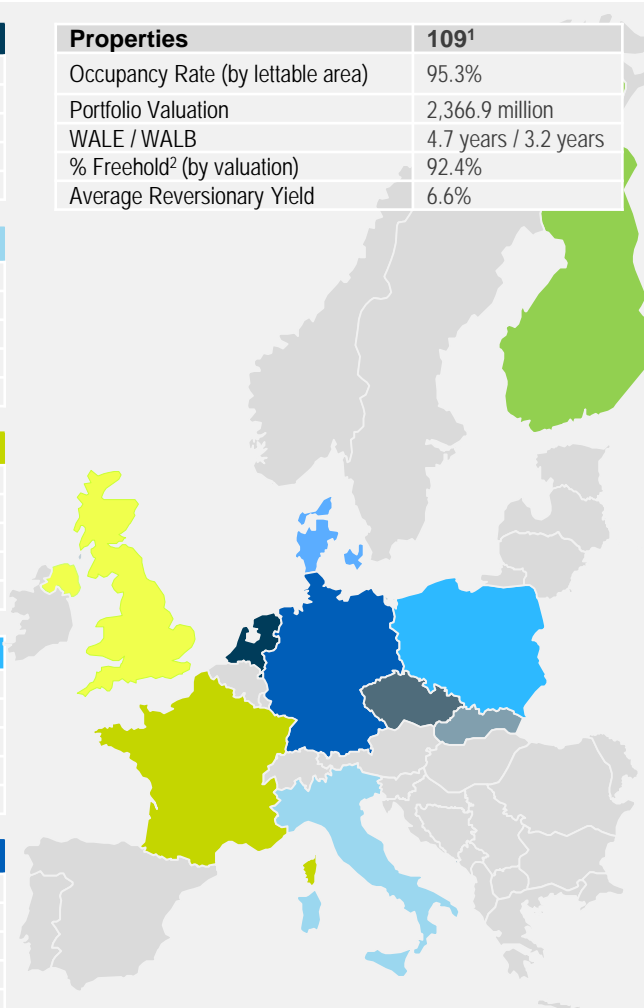 Properties 109¹
Occupancy Rate (by lettable area) 95.3%
Portfolio Valuation 2,366.9 million
WALE / WALB 4.7 years / 3.2 years
% Freehold² (by valuation) 92.4%
Average Reversionary Yield 6.6%